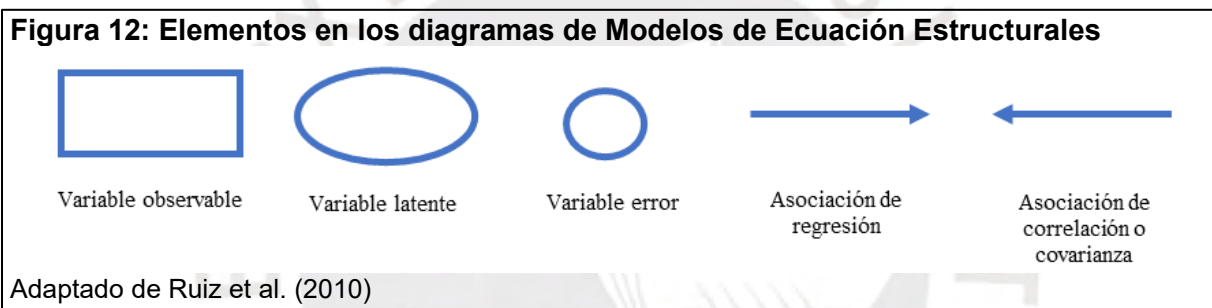 Figura 12: Elementos en los diagramas de Modelos de Ecuación Estructurales
Variable observable
Variable latente
Variable error
Asociación de
regresión
Asociación de
correlación o
covarianza
Adaptado de Ruiz et al. (2010)